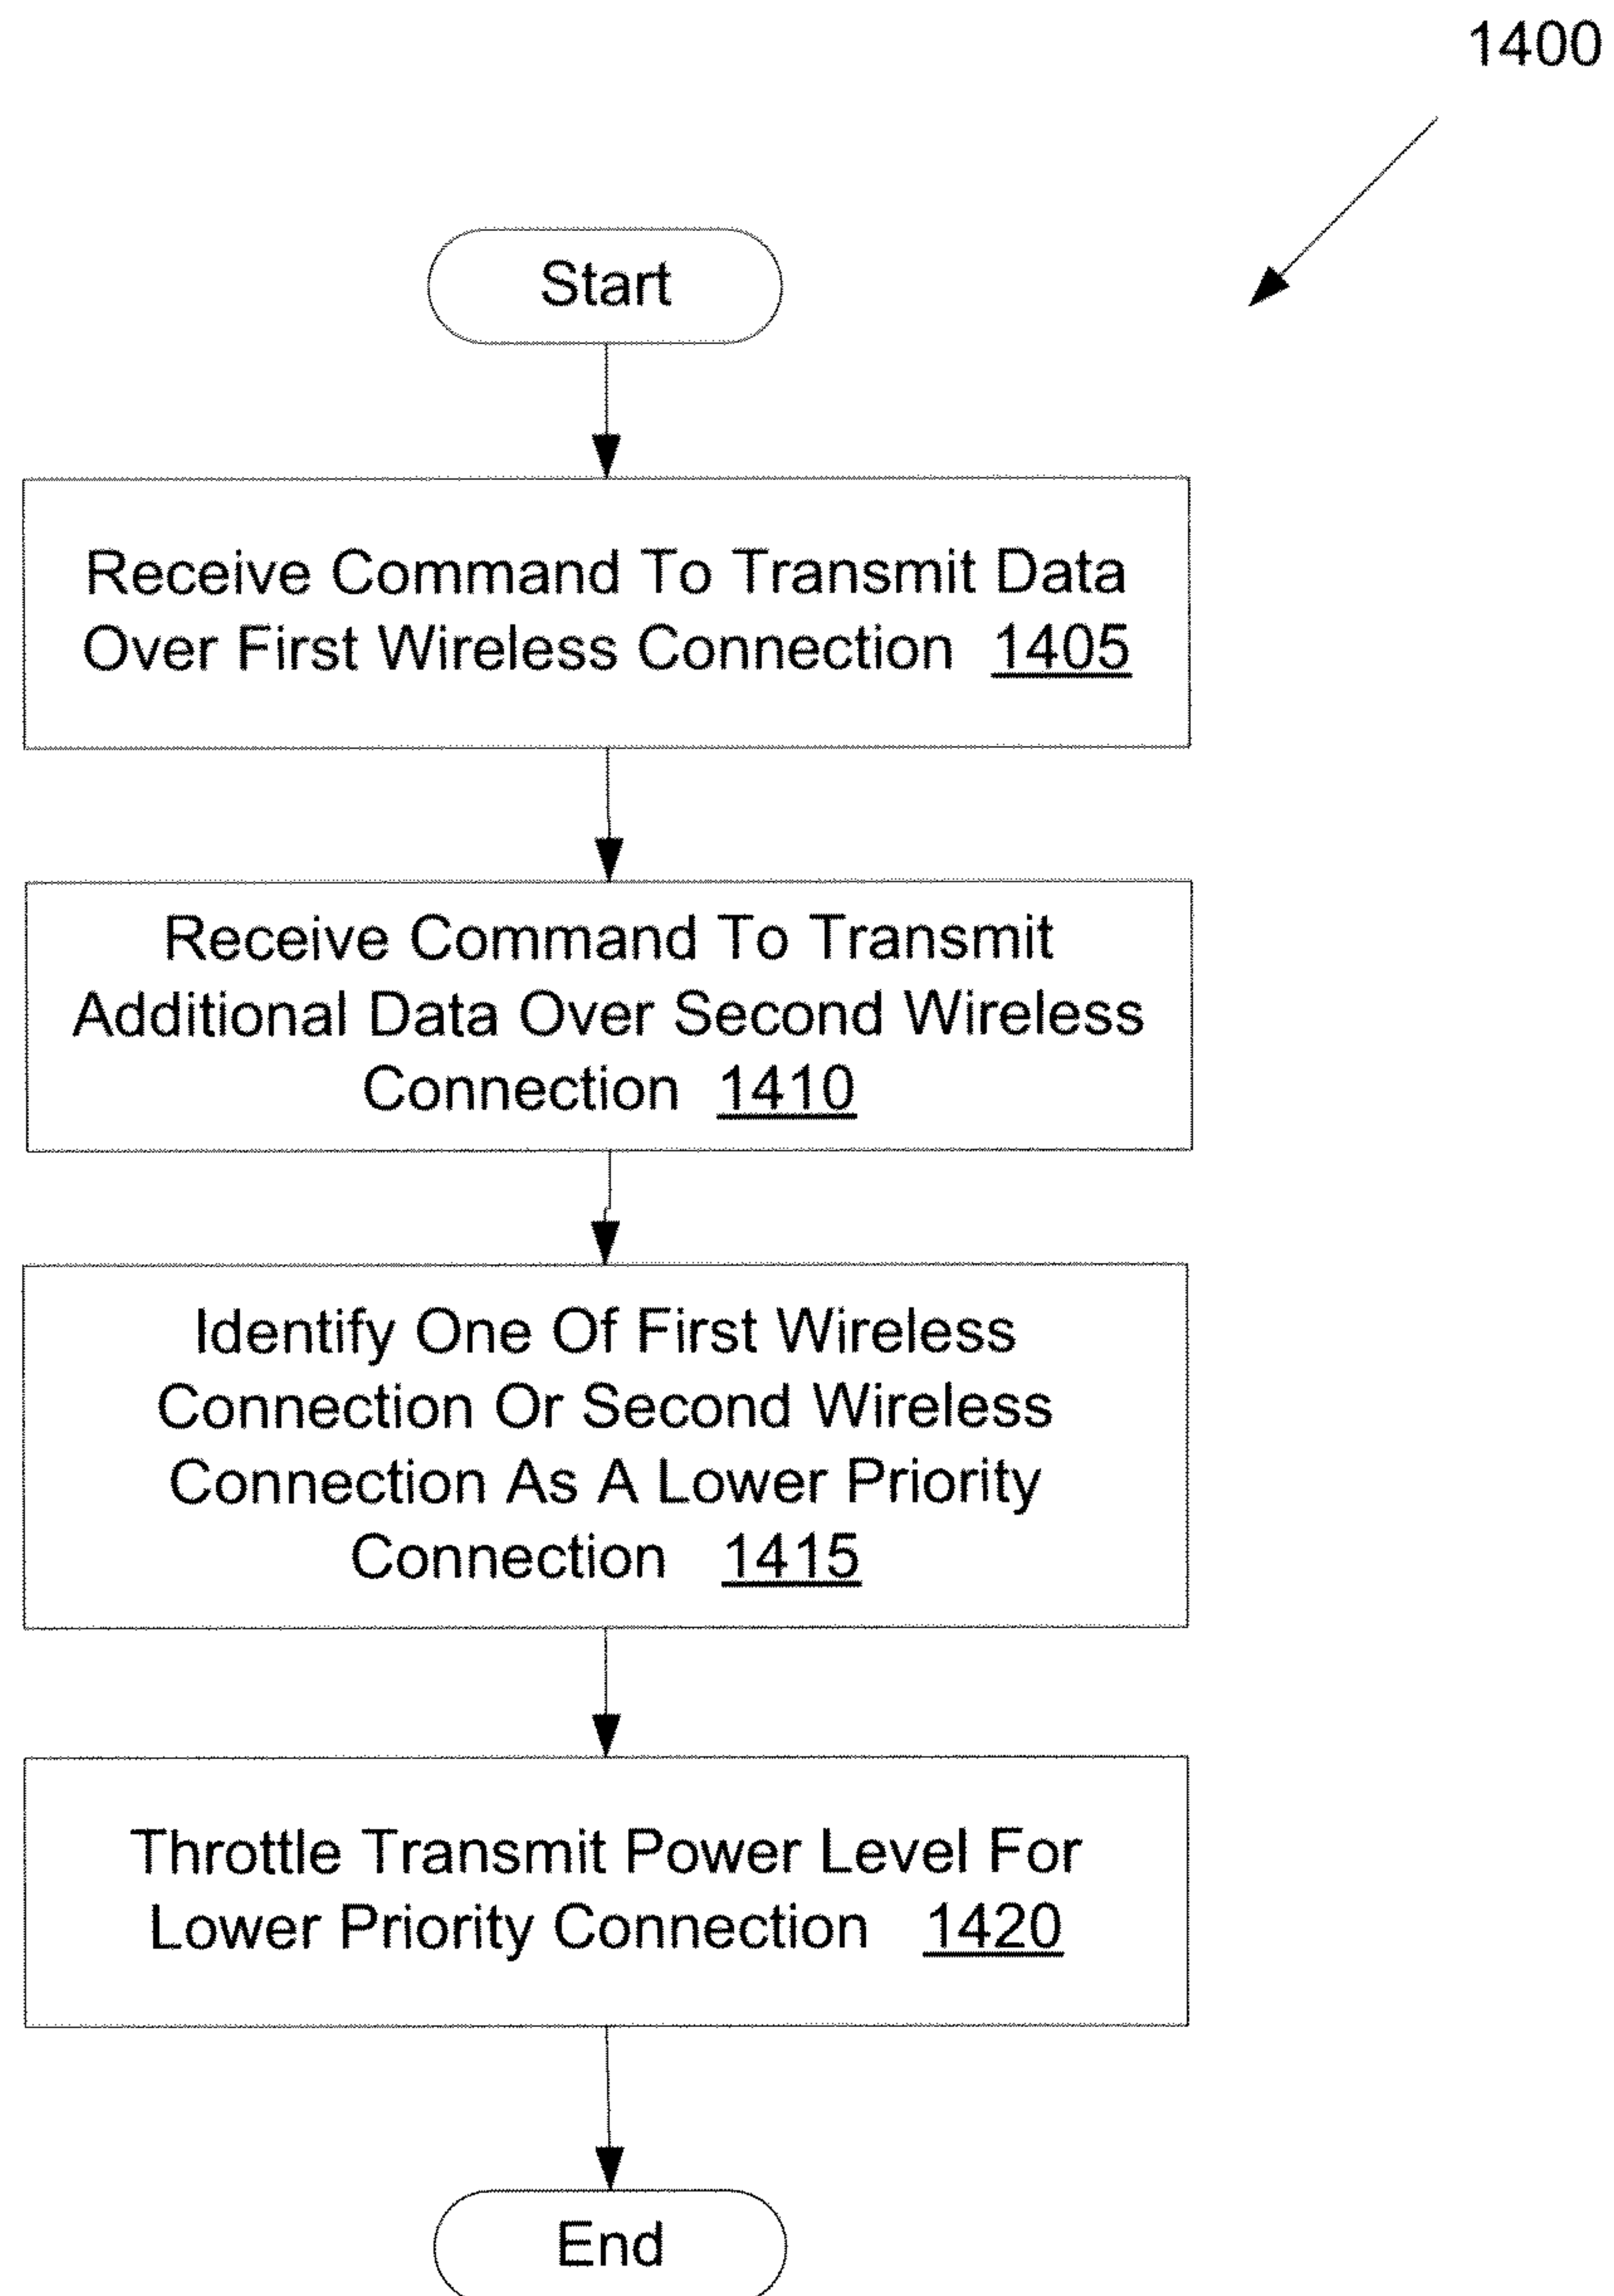 1400
Start
Receive Command To Transmit Data
Over First Wireless Connection 1405
Receive Command To Transmit
Additional Data Over Second Wireless
Connection 1410
Identify One Of First Wireless
Connection Or Second Wireless
Connection As A Lower Priority
Connection 1415
Throttle Transmit Power Level For
Lower Priority Connection 1420
End